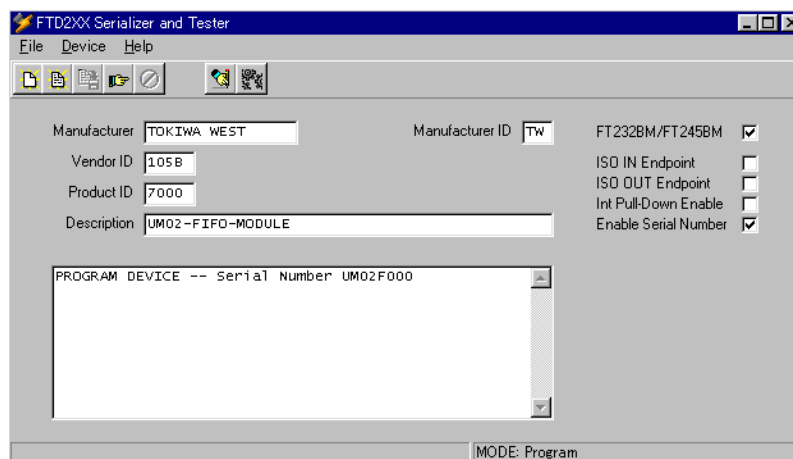 FTD2XX Serializer and Tester
File Device Help
Manufacturer TOKIWA WEST Manufacturer ID TW FT232BM/FT245BM
Vendor ID 105B ISO IN Endpoint
ISO OUT Endpoint
Product ID 7000 Int Pull-Down Enable
Description UM02-FIFO-MODULE Enable Serial Number
PROGRAM DEVICE -- Serial Number UM02F000
MODE: Program